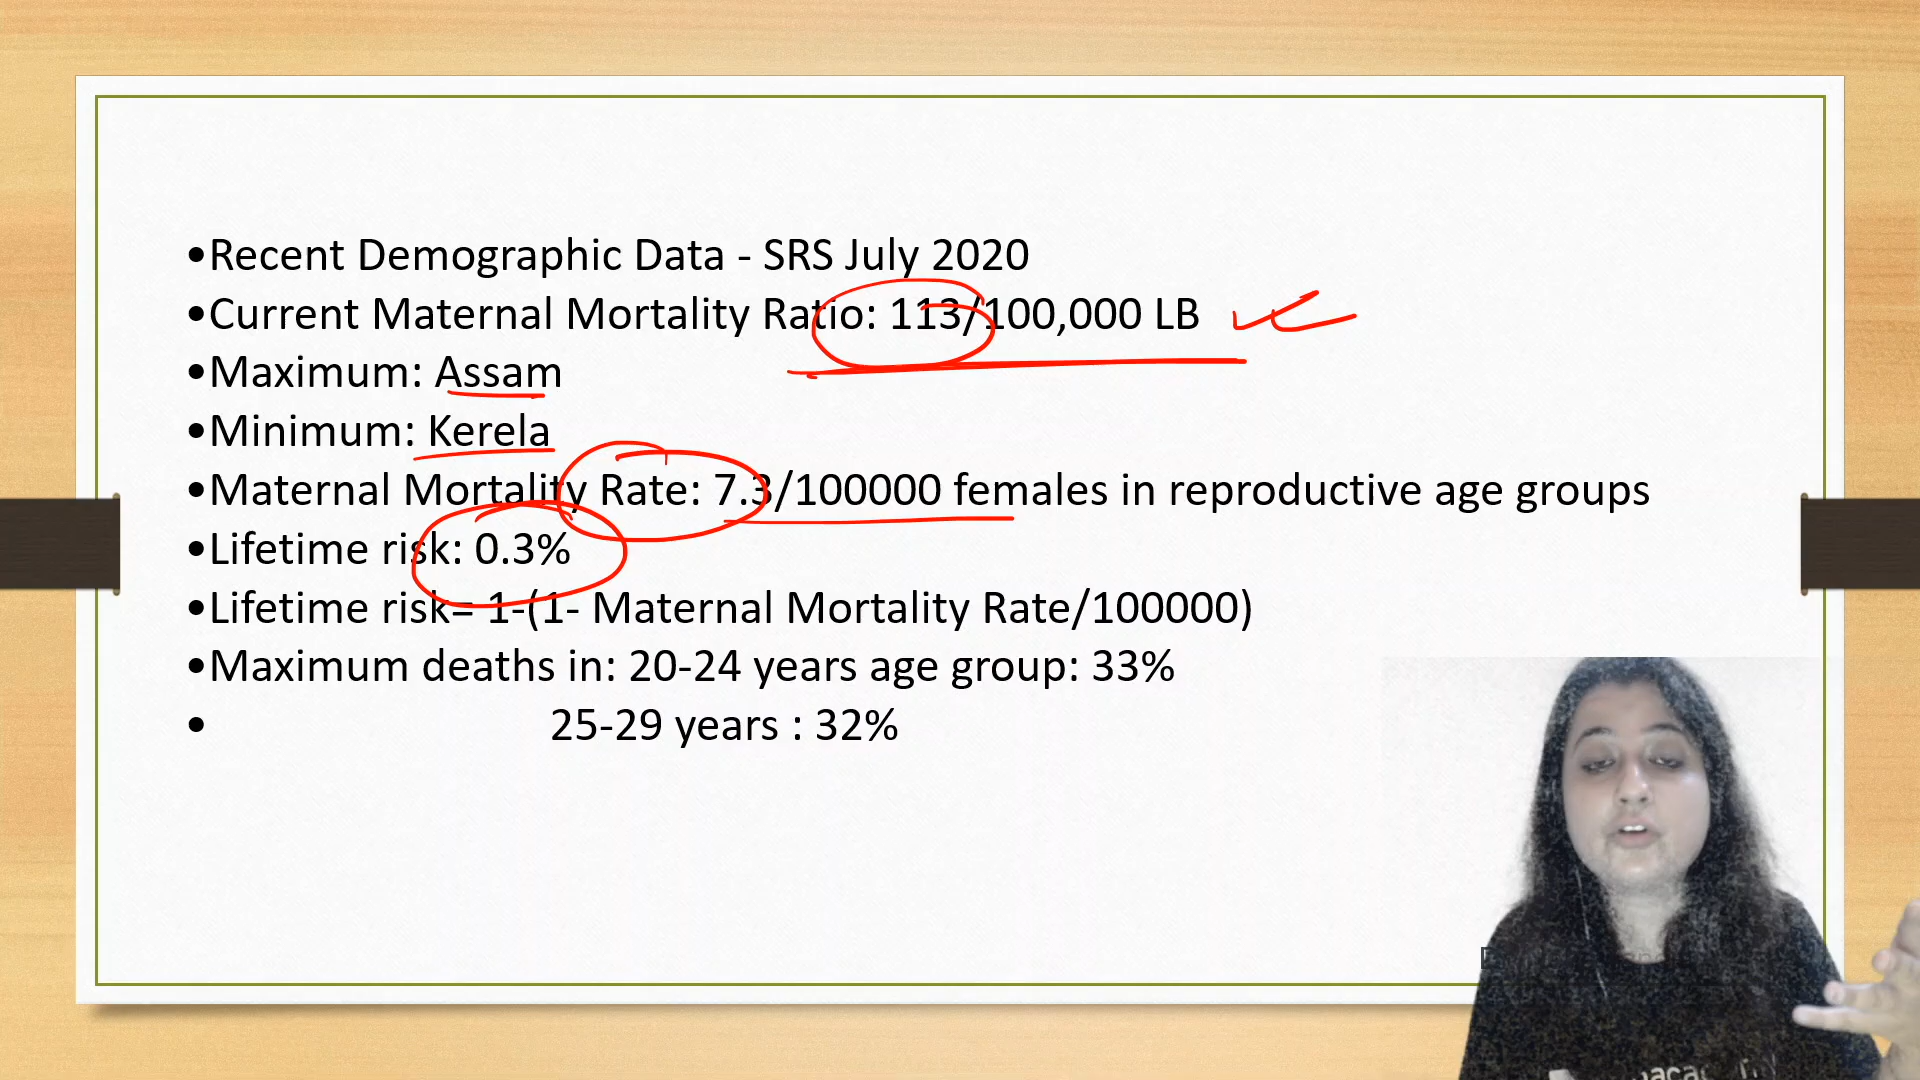 •Recent Demographic Data - SRS July 2020
•Current Maternal Mortality Ratio: 113/100,000 LB
•Maximum: Assam
•Minimum: Kerela
•Maternal Mortality Rate: 7.3/100000 females in reproductive age groups
•Lifetime risk: 0.3%
•Lifetime risk= 1-(1- Maternal Mortality Rate/100000)
•Maximum deaths in: 20-24 years age group: 33%
• 25-29 years : 32%